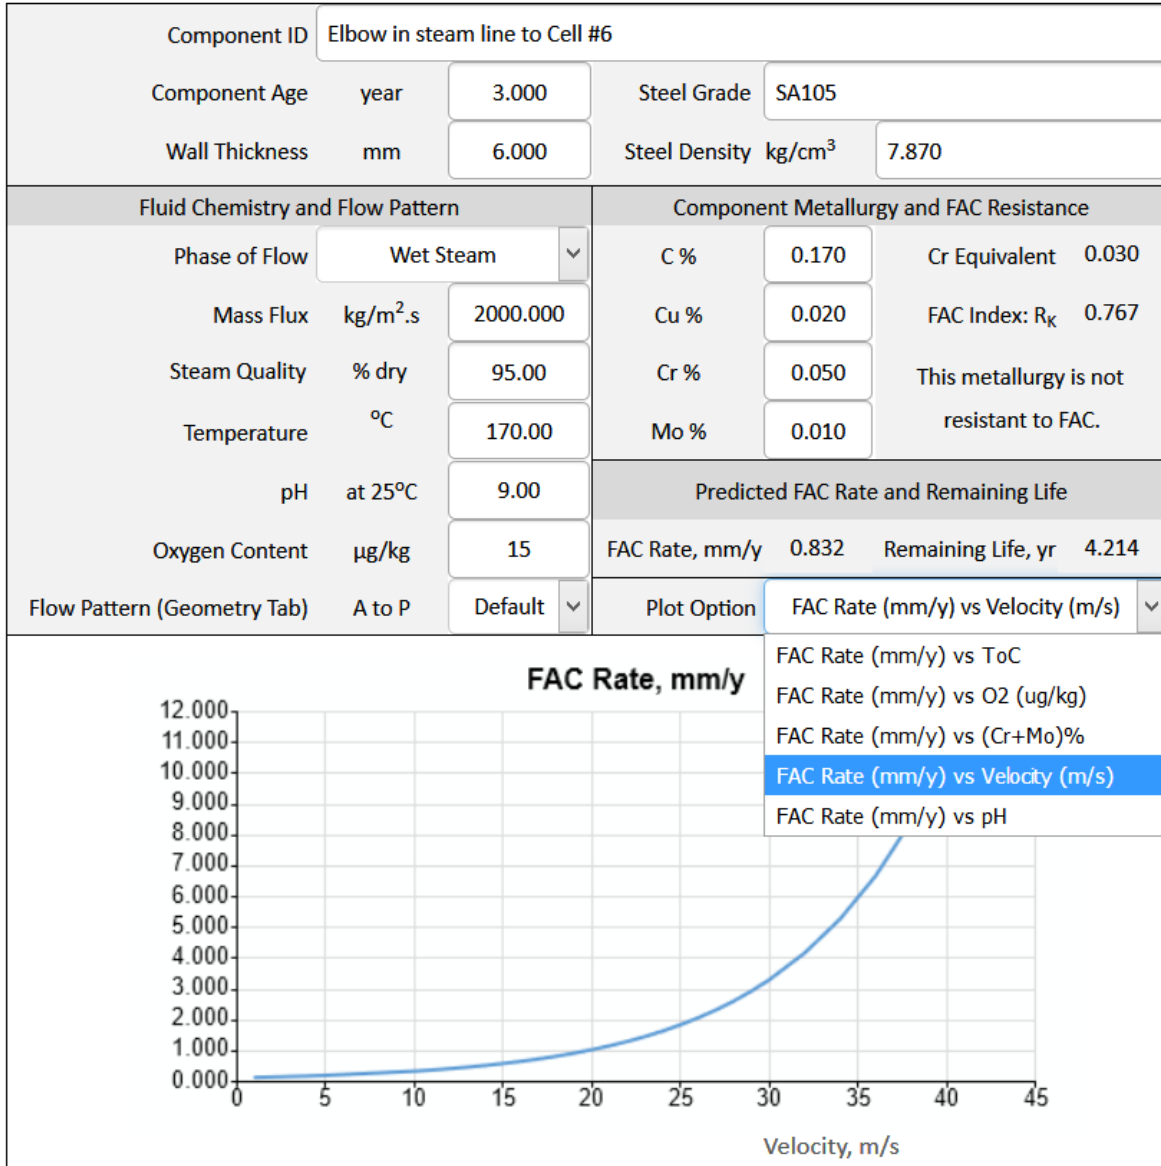 Component ID Elbow in steam line to Cell #6
Component Age year 3.000 Steel Grade SA105
Wall Thickness mm 6.000 Steel Density kg/cm³ 7.870
Fluid Chemistry and Flow Pattern
Phase of Flow Wet Steam
Mass Flux kg/m².s 2000.000
Steam Quality % dry 95.00
Temperature °C 170.00
pH at 25°C 9.00
Oxygen Content µg/kg 15
Flow Pattern (Geometry Tab) A to P Default
Component Metallurgy and FAC Resistance
C % 0.170 Cr Equivalent 0.030
Cu % 0.020 FAC Index: RK 0.767
Cr % 0.050 This metallurgy is not
resistant to FAC.
Mo % 0.010
Predicted FAC Rate and Remaining Life
FAC Rate, mm/y 0.832 Remaining Life, yr 4.214
Plot Option FAC Rate (mm/y) vs Velocity (m/s)
FAC Rate (mm/y) vs ToC
FAC Rate (mm/y) vs O2 (ug/kg)
FAC Rate (mm/y) vs (Cr+Mo)%
FAC Rate (mm/y) vs Velocity (m/s)
FAC Rate (mm/y) vs pH
FAC Rate, mm/y
12.000
11.000
10.000
9.000
8.000
7.000
6.000
5.000
4.000
3.000
2.000
1.000
0.000
0 5 10 15 20 25 30 35 40 45
Velocity, m/s